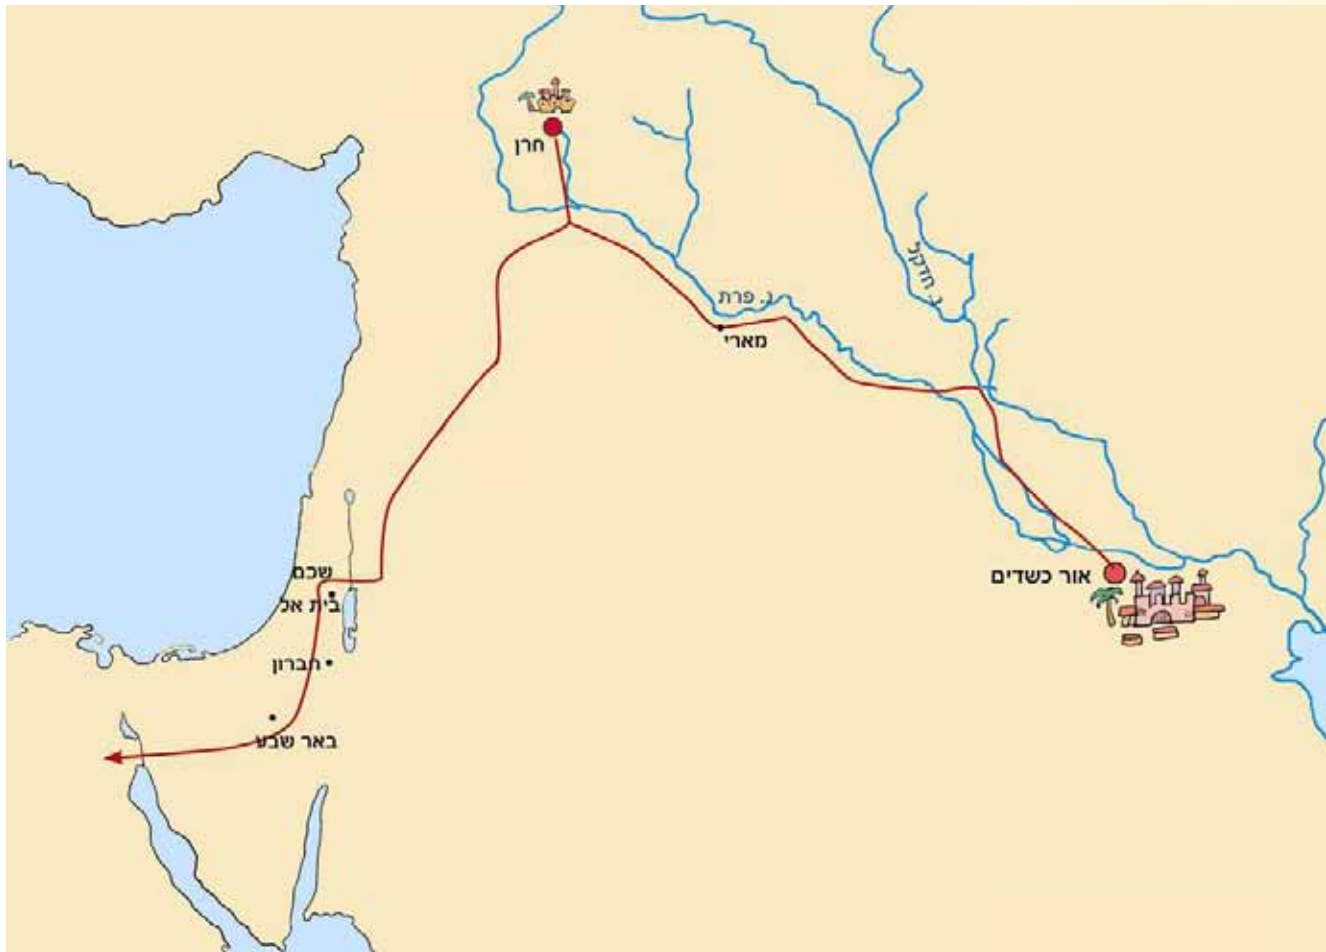 חרן
נ. חדקל
נ. פרת
מארי
שכם
אור כשדים
בית אל
חברון
באר שבע